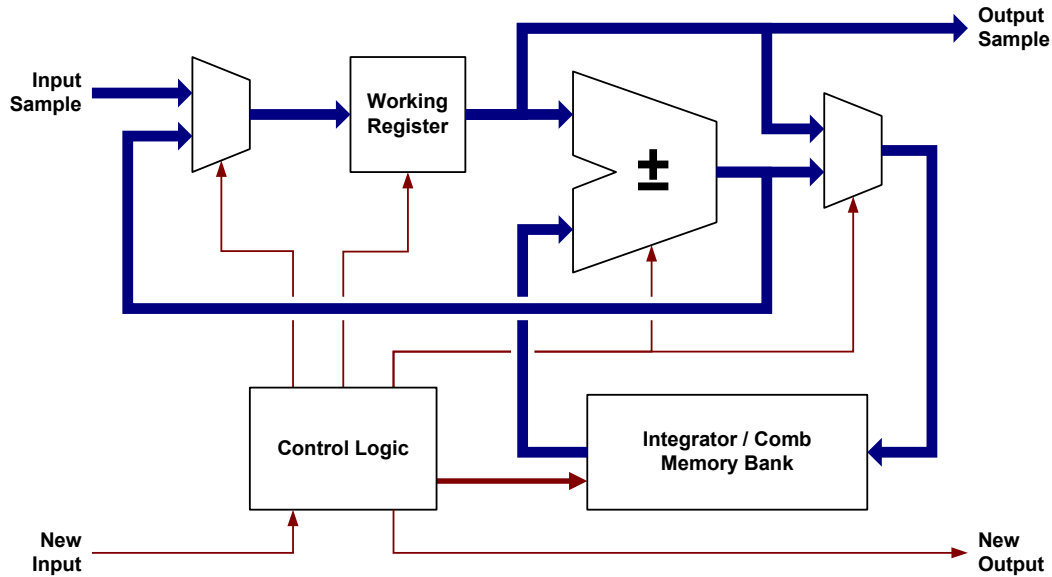 Output
Sample
Input
Sample
Working
Register
±
Control Logic
Integrator / Comb
Memory Bank
New
Input
New
Output